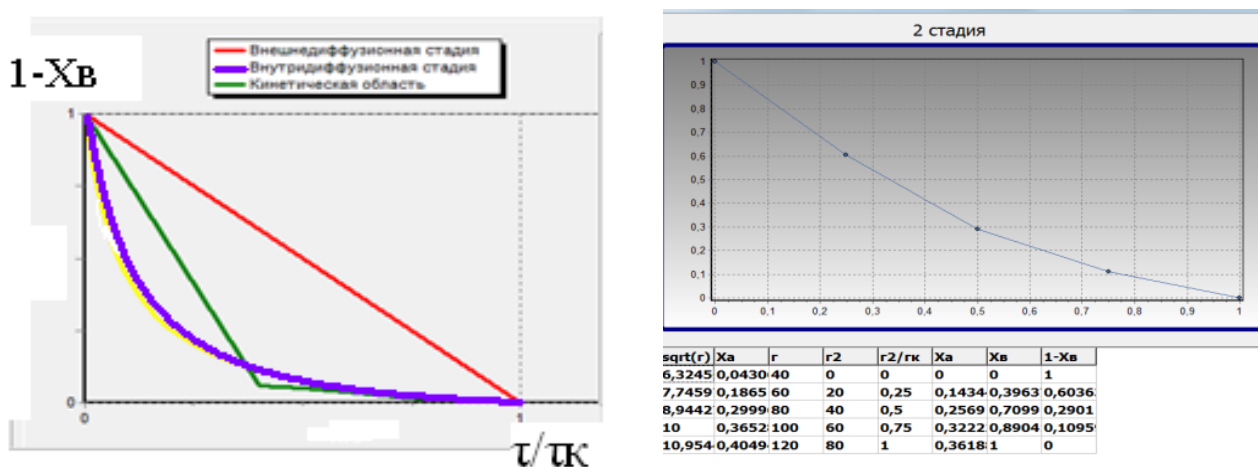 1-Хв
Внешнедиффузионная стадия
Внутридиффузионная стадия
Кинетическая область
1
0
0
1
τ/τк
2 стадия
1
0,9
0,8
0,7
0,6
0,5
0,4
0,3
0,2
0,1
0
0 0,1 0,2 0,3 0,4 0,5 0,6 0,7 0,8 0,9 1
sqrt(r) Xa r r2 r2/rк Xa Хв 1-Хв
6,3245 0,0430 40 0 0 0 0 1
7,7459 0,1865 60 20 0,25 0,1434 0,3963 0,6036
8,9442 0,2999 80 40 0,5 0,2569 0,7099 0,2901
10 0,3652 100 60 0,75 0,3222 0,8904 0,1095
10,954 0,4049 120 80 1 0,3618 1 0